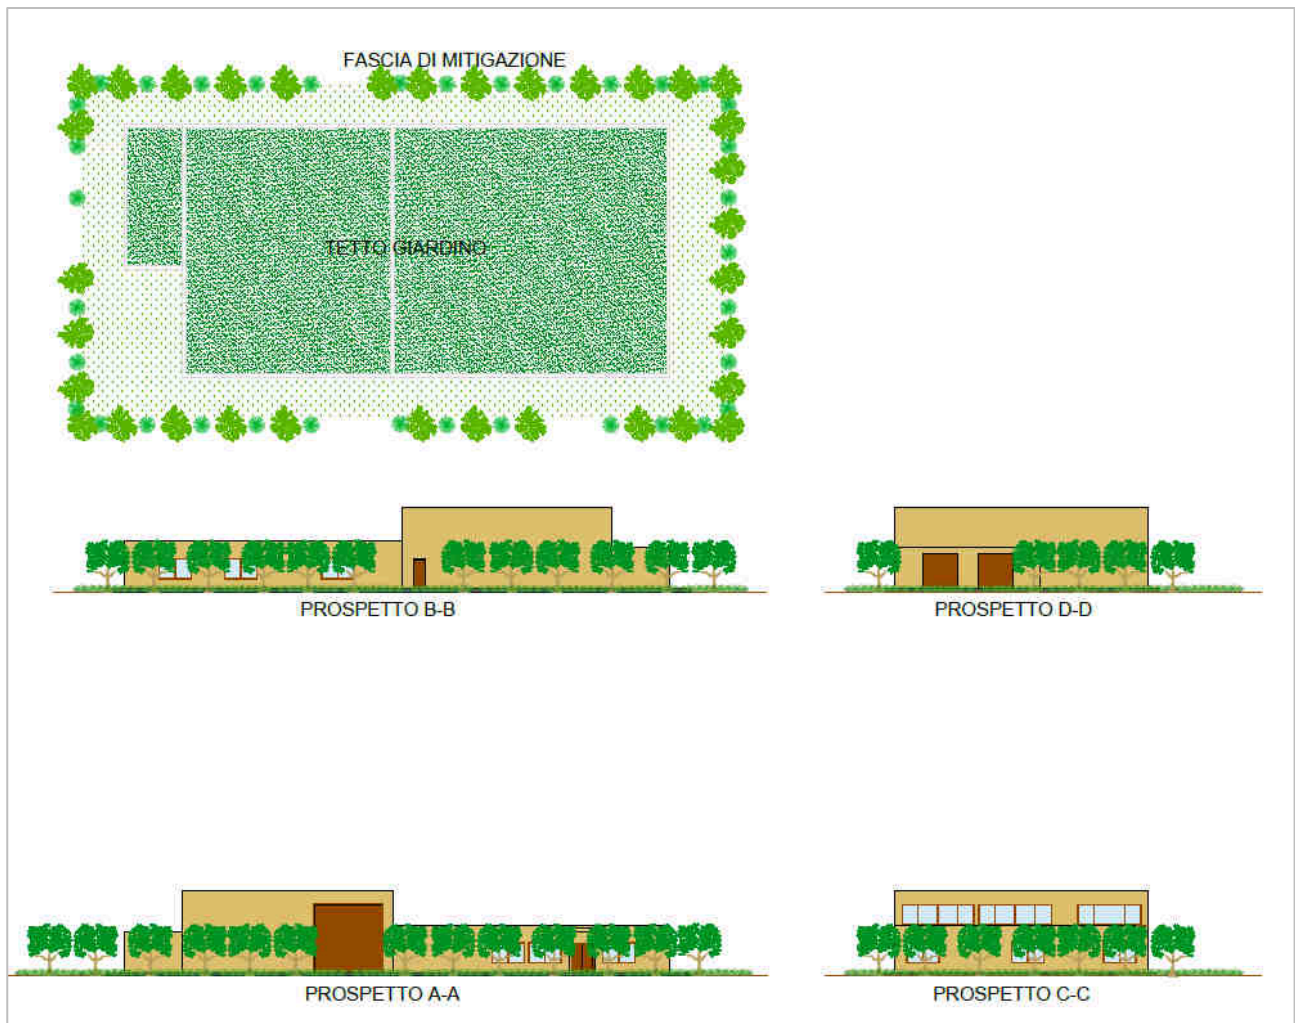 FASCIA DI MITIGAZIONE
TETTO GIARDINO
PROSPETTO B-B
PROSPETTO D-D
PROSPETTO A-A
PROSPETTO C-C